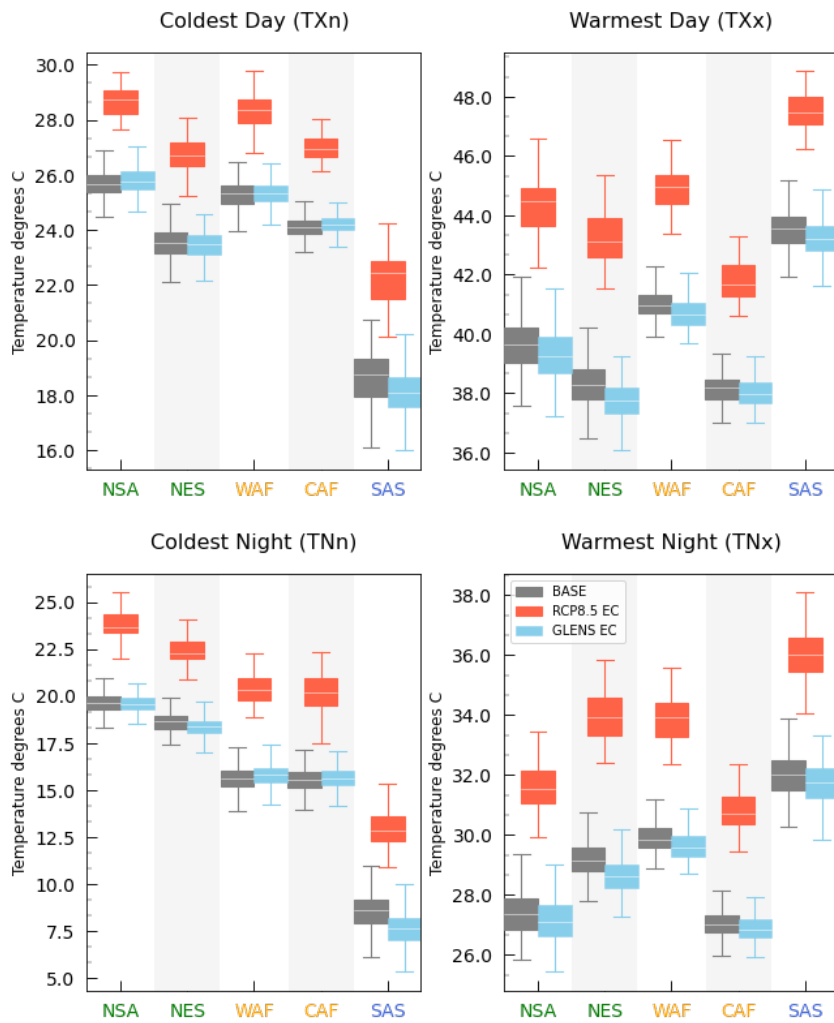 Coldest Day (TXn)
Temperature degrees C
30.0
28.0
26.0
24.0
22.0
20.0
18.0
16.0
NSA NES WAF CAF SAS
Warmest Day (TXx)
Temperature degrees C
48.0
46.0
44.0
42.0
40.0
38.0
36.0
NSA NES WAF CAF SAS
Coldest Night (TNn)
Temperature degrees C
25.0
22.5
20.0
17.5
15.0
12.5
10.0
7.5
5.0
NSA NES WAF CAF SAS
Warmest Night (TNx)
Temperature degrees C
38.0
36.0
34.0
32.0
30.0
28.0
26.0
BASE
RCP8.5 EC
GLENS EC
NSA NES WAF CAF SAS